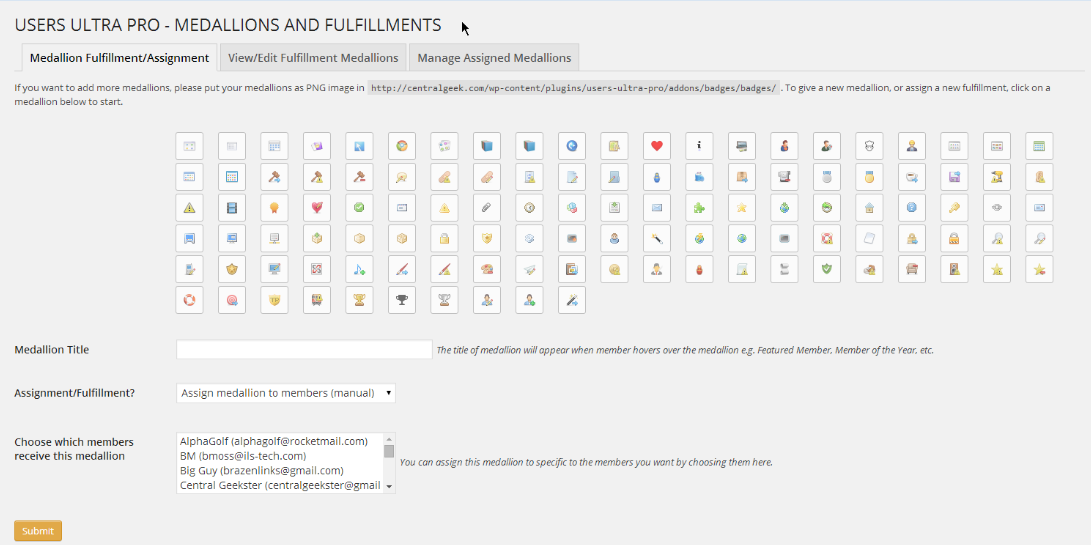 USERS ULTRA PRO - MEDALLIONS AND FULFILLMENTS
Medallion Fulfillment/Assignment View/Edit Fulfillment Medallions Manage Assigned Medallions
If you want to add more medallions, please put your medallions as PNG image in http://centralgeek.com/wp-content/plugins/users-ultra-pro/addons/badges/badges/ . To give a new medallion, or assign a new fulfillment, click on a
medallion below to start.
Medallion Title The title of medallion will appear when member hovers over the medallion e.g. Featured Member, Member of the Year, etc.
Assignment/Fulfillment? Assign medallion to members (manual)
Choose which members
receive this medallion
AlphaGolf (alphagolf@rocketmail.com)
BM (bmoss@ils-tech.com)
Big Guy (brazenlinks@gmail.com)
Central Geekster (centralgeekster@gmail
You can assign this medallion to specific to the members you want by choosing them here.
Submit